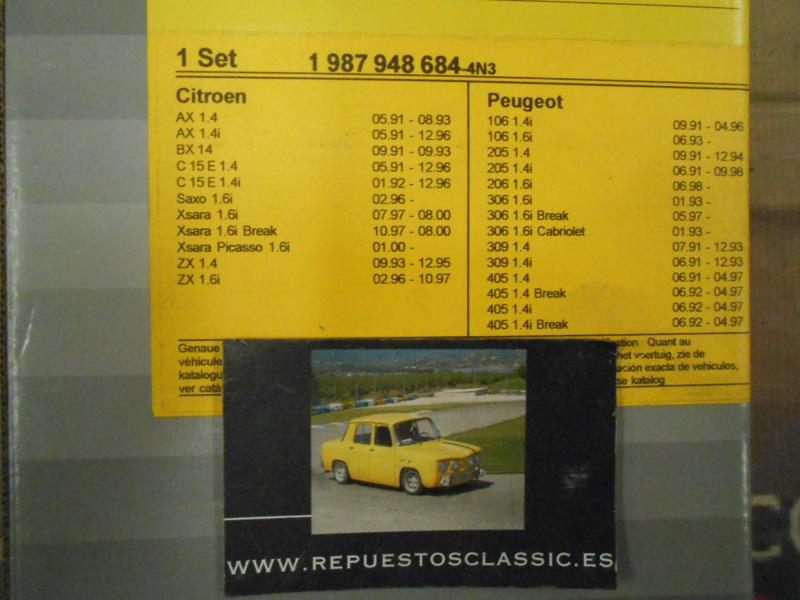 1 Set 1 987 948 684-4N3
Citroen
AX 1.4 05.91 - 08.93
AX 1.4i 05.91 - 12.96
BX 14 09.91 - 09.93
C 15 E 1.4 05.91 - 12.96
C 15 E 1.4i 01.92 - 12.96
Saxo 1.6i 02.96 -
Xsara 1.6i 07.97 - 08.00
Xsara 1.6i Break 10.97 - 08.00
Xsara Picasso 1.6i 01.00 -
ZX 1.4 09.93 - 12.95
ZX 1.6i 02.96 - 10.97
Peugeot
106 1.4i 09.91 - 04.96
106 1.6i 06.93 -
205 1.4 09.91 - 12.94
205 1.4i 06.91 - 09.98
206 1.6i 06.98 -
306 1.6i 01.93 -
306 1.6i Break 05.97 -
306 1.6i Cabriolet 01.93 -
309 1.4 07.91 - 12.93
309 1.4i 06.91 - 12.93
405 1.4 06.91 - 04.97
405 1.4 Break 06.92 - 04.97
405 1.4i 06.92 - 04.97
405 1.4i Break 06.92 - 04.97
Genaue
véhicule
katalogu
ver catá
Quant au
het voertuig, zie de
exacta de vehiculos,
se katalog
WWW.REPUESTOSCLASSIC.ES